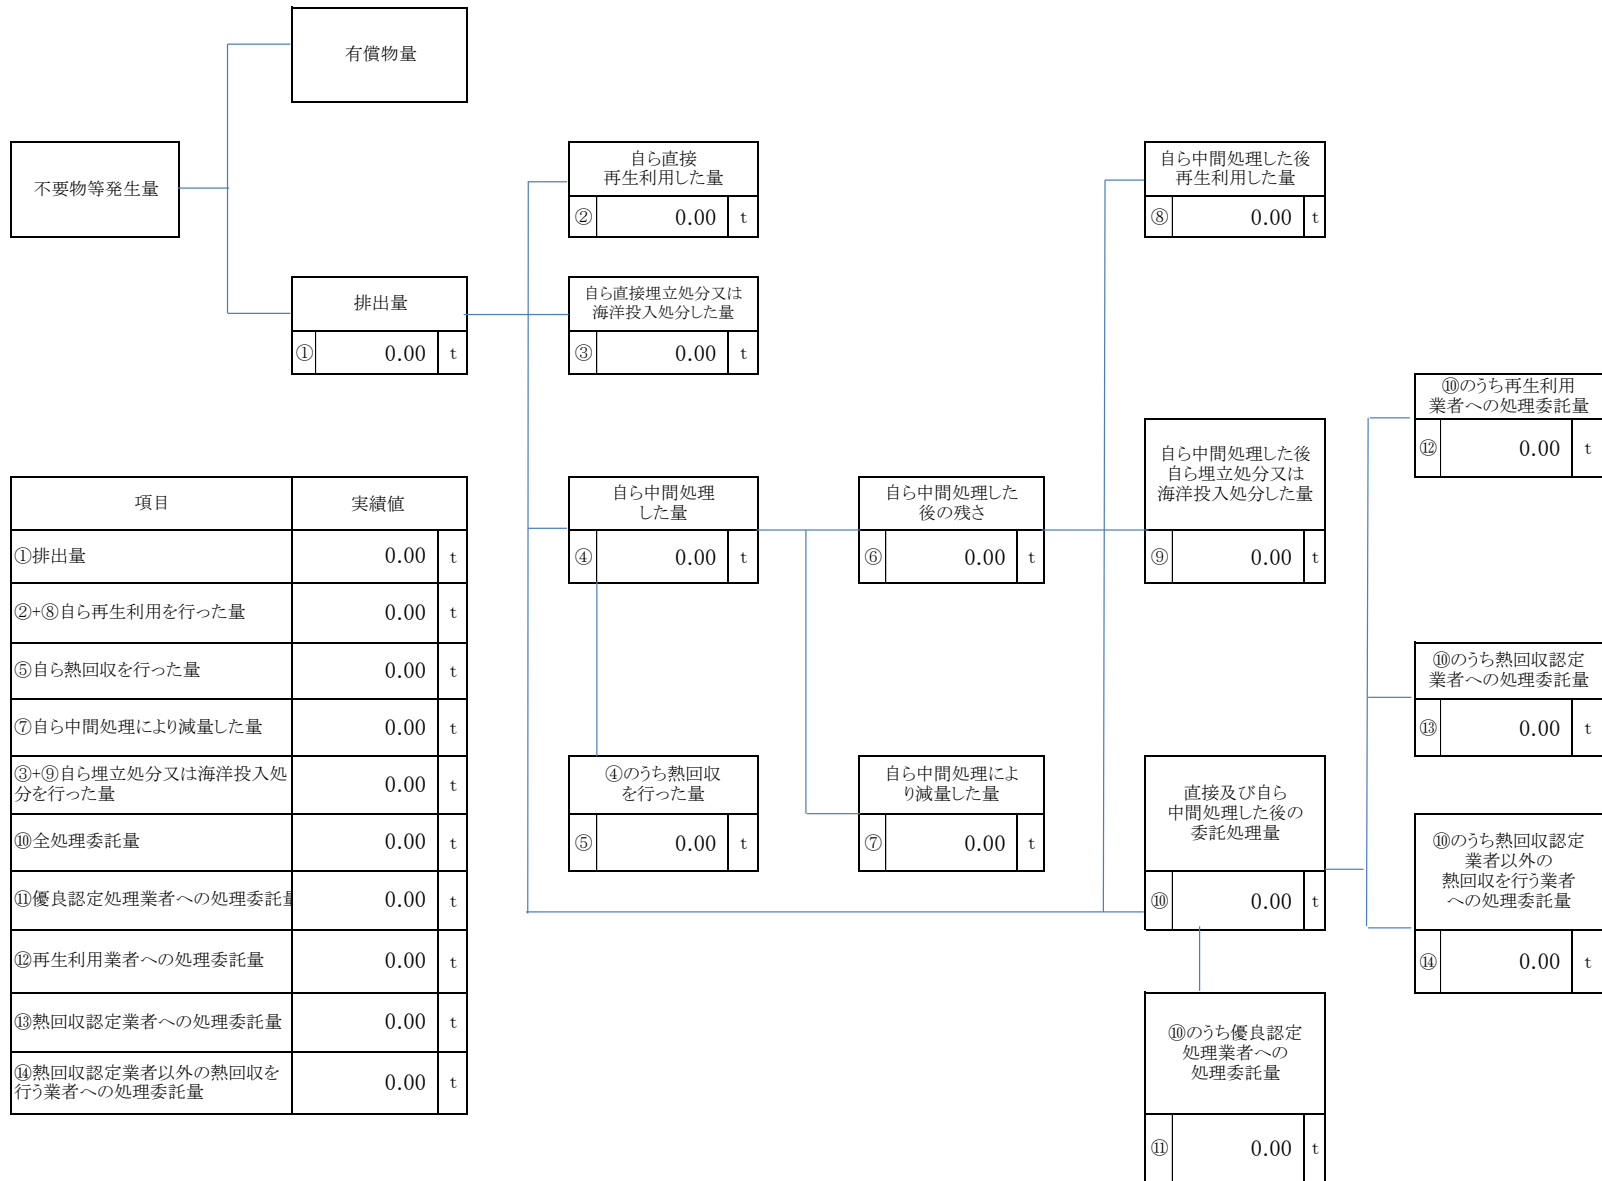 有償物量
不要物等発生量
排出量
① 0.00 t
自ら直接
再生利用した量
② 0.00 t
自ら直接埋立処分又は
海洋投入処分した量
③ 0.00 t
自ら中間処理
した量
④ 0.00 t
④のうち熱回収
を行った量
⑤ 0.00 t
自ら中間処理した
後の残さ
⑥ 0.00 t
自ら中間処理によ
り減量した量
⑦ 0.00 t
自ら中間処理した後
再生利用した量
⑧ 0.00 t
自ら中間処理した後
自ら埋立処分又は
海洋投入処分した量
⑨ 0.00 t
直接及び自ら
中間処理した後の
委託処理量
⑩ 0.00 t
⑩のうち優良認定
処理業者への
処理委託量
⑪ 0.00 t
⑩のうち再生利用
業者への処理委託量
⑫ 0.00 t
⑩のうち熱回収認定
業者への処理委託量
⑬ 0.00 t
⑩のうち熱回収認定
業者以外の
熱回収を行う業者
への処理委託量
⑭ 0.00 t
項目 実績値
①排出量 0.00 t
②+⑧自ら再生利用を行った量 0.00 t
⑤自ら熱回収を行った量 0.00 t
⑦自ら中間処理により減量した量 0.00 t
③+⑨自ら埋立処分又は海洋投入処
分を行った量 0.00 t
⑩全処理委託量 0.00 t
⑪優良認定処理業者への処理委託量 0.00 t
⑫再生利用業者への処理委託量 0.00 t
⑬熱回収認定業者への処理委託量 0.00 t
⑭熱回収認定業者以外の熱回収を
行う業者への処理委託量 0.00 t